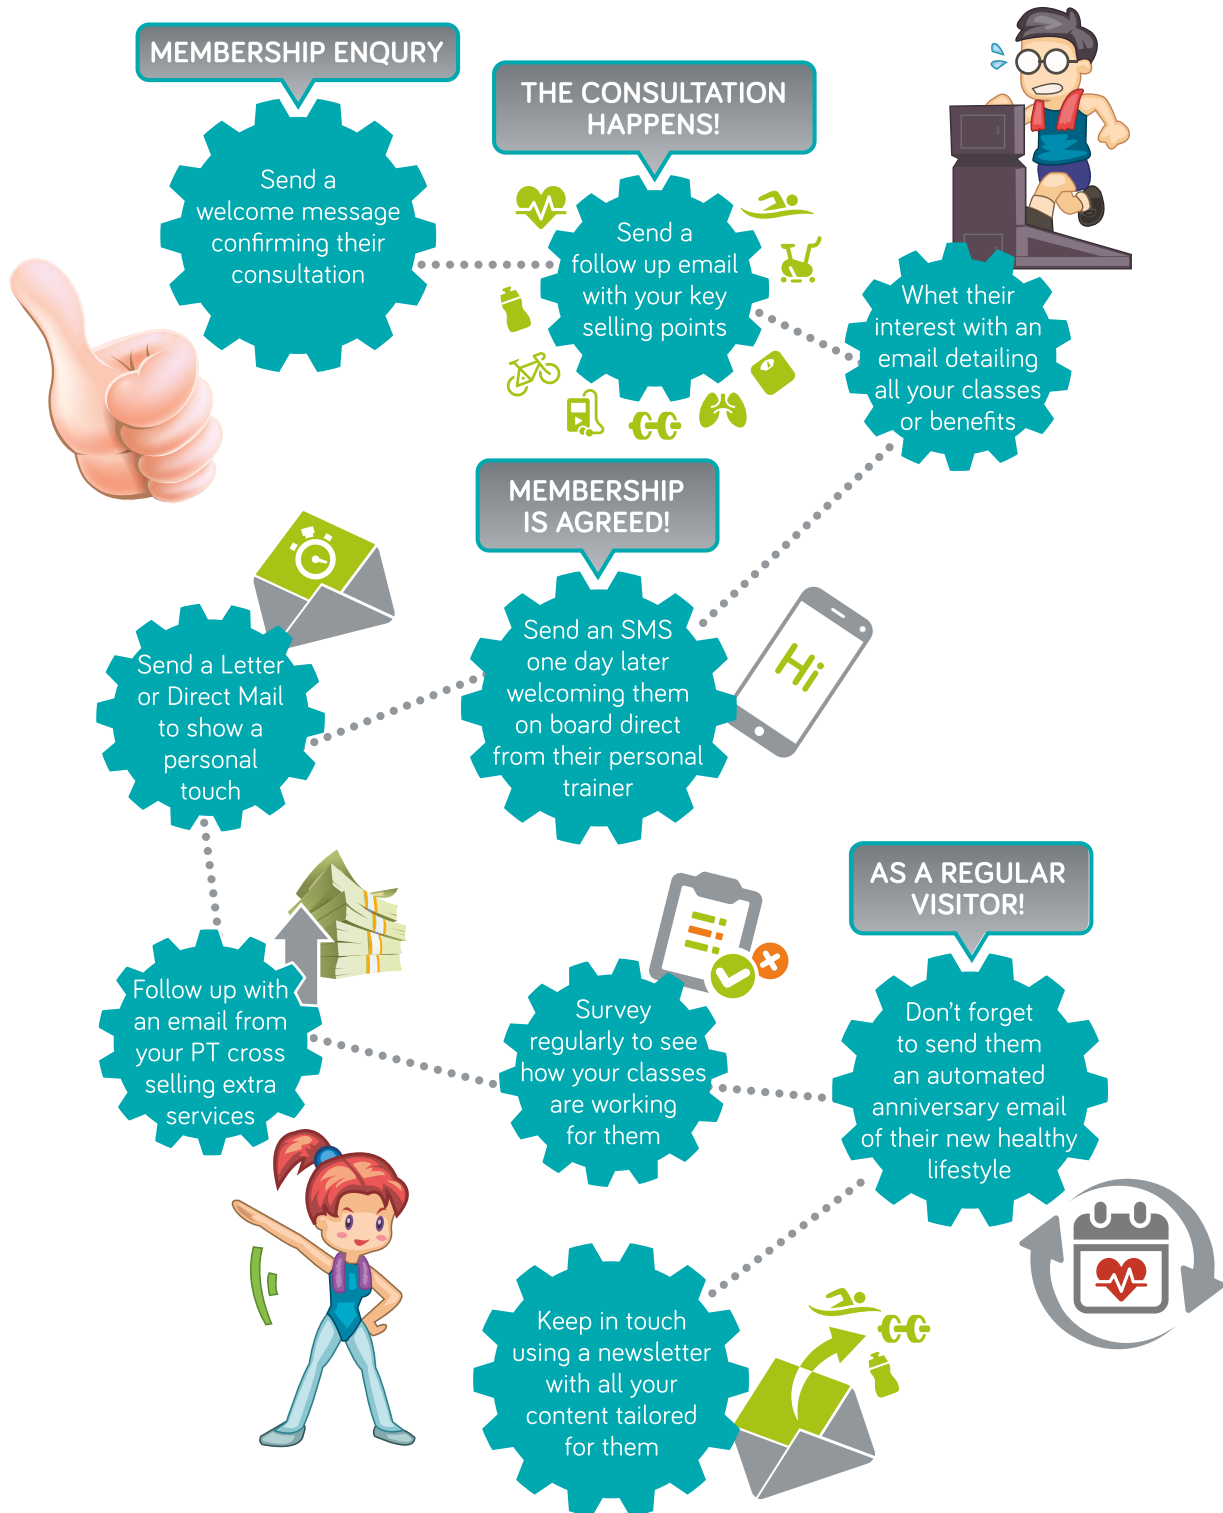 MEMBERSHIP ENQURY
Send a
welcome message
confirming their
consultation
THE CONSULTATION
HAPPENS!
Send a
follow up email
with your key
selling points
Whet their
interest with an
email detailing
all your classes
or benefits
MEMBERSHIP
IS AGREED!
Send an SMS
one day later
welcoming them
on board direct
from their personal
trainer
Hi
Send a Letter
or Direct Mail
to show a
personal
touch
Follow up with
an email from
your PT cross
selling extra
services
Survey
regularly to see
how your classes
are working
for them
AS A REGULAR
VISITOR!
Don't forget
to send them
an automated
anniversary email
of their new healthy
lifestyle
Keep in touch
using a newsletter
with all your
content tailored
for them